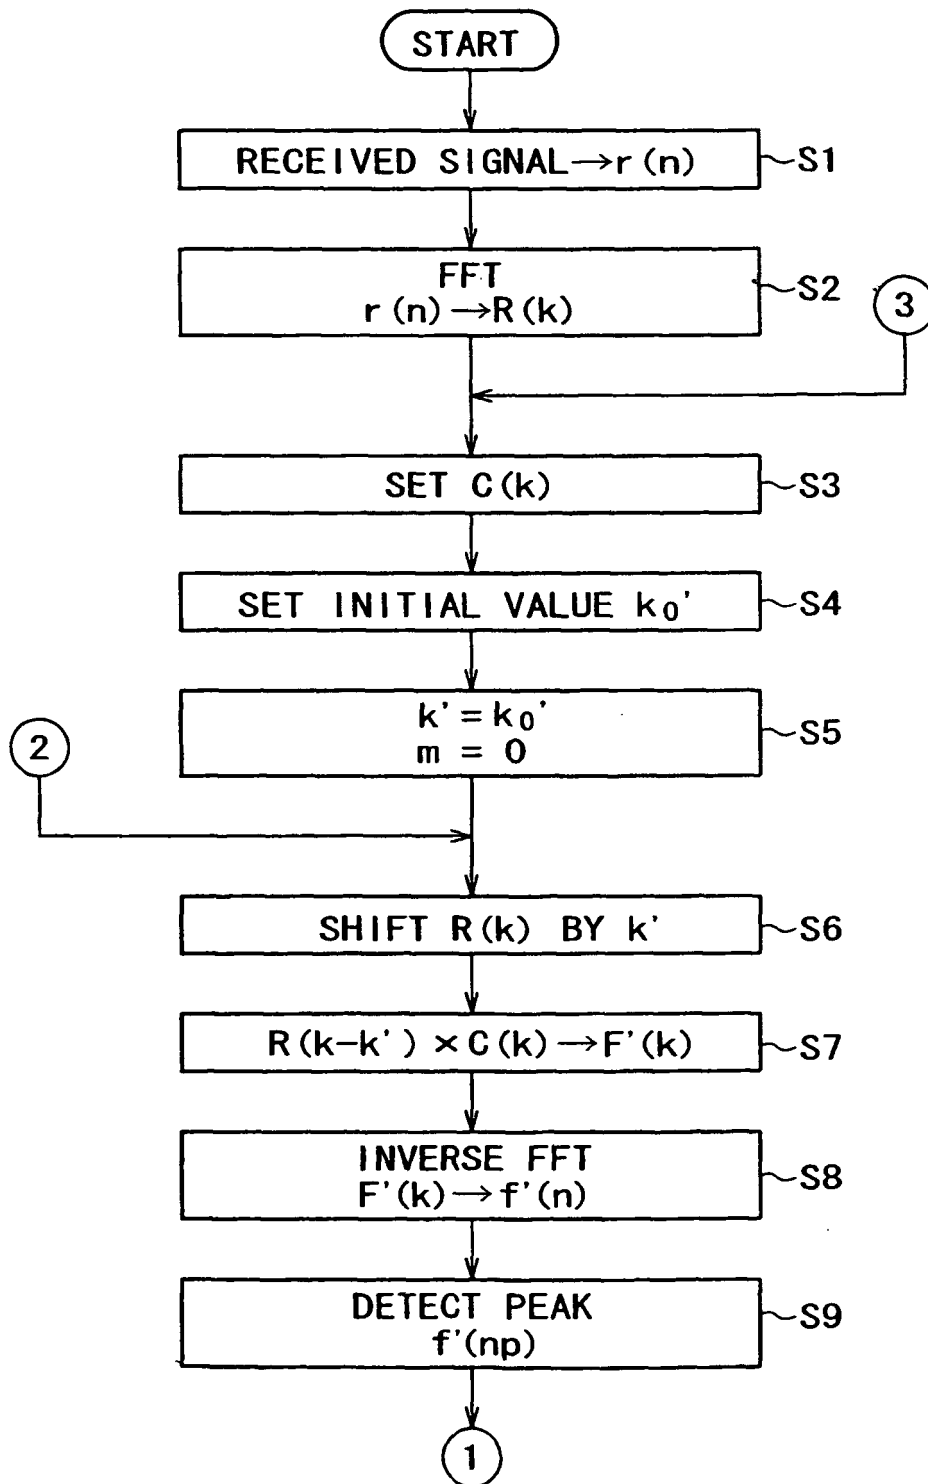 START
RECEIVED SIGNAL→r(n)
S1
FFT
r(n)→R(k)
S2
3
SET C(k)
S3
SET INITIAL VALUE k₀'
S4
k'=k₀'
m = 0
S5
2
SHIFT R(k) BY k'
S6
R(k-k')×C(k)→F'(k)
S7
INVERSE FFT
F'(k)→f'(n)
S8
DETECT PEAK
f'(np)
S9
1